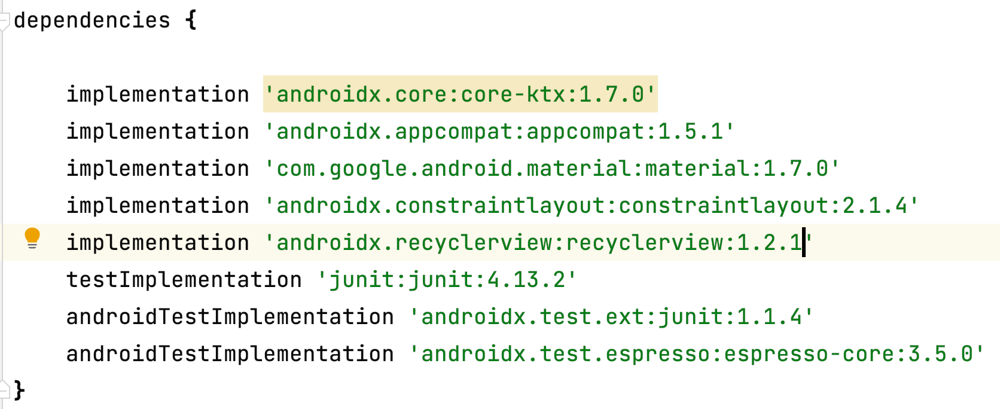 dependencies {
implementation 'androidx.core:core-ktx:1.7.0'
implementation 'androidx.appcompat:appcompat:1.5.1'
implementation 'com.google.android.material:material:1.7.0'
implementation 'androidx.constraintlayout:constraintlayout:2.1.4'
implementation 'androidx.recyclerview:recyclerview:1.2.1'
testImplementation 'junit:junit:4.13.2'
androidTestImplementation 'androidx.test.ext:junit:1.1.4'
androidTestImplementation 'androidx.test.espresso:espresso-core:3.5.0'
}